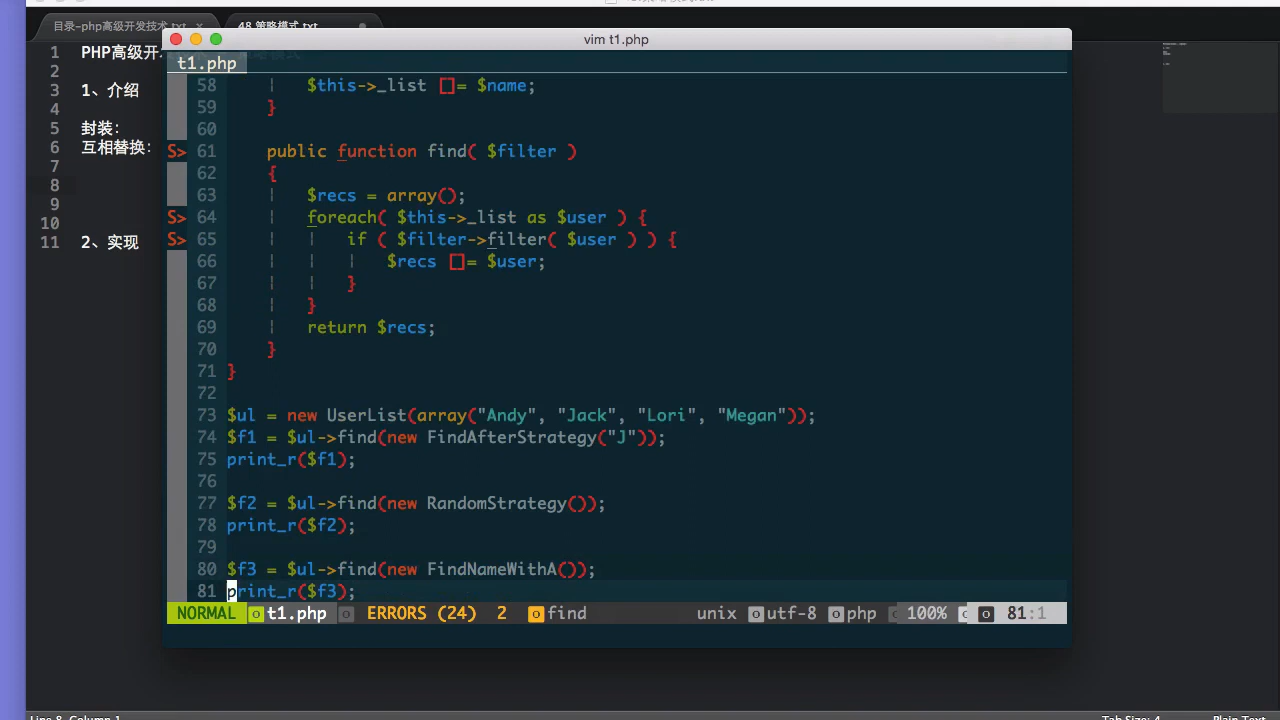 目录-php高级开发技术.txt ×
48.策略模式.txt
1 PHP高级开
2
3 1、介绍
4
5 封装:
6 互相替换:
7
8
9
10
11 2、实现
vim t1.php
t1.php
58 $this->_list []= $name;
59 }
60
S> 61 public function find( $filter )
62 {
63 $recs = array();
S> 64 foreach( $this->_list as $user ) {
S> 65 if ( $filter->filter( $user ) ) {
66 $recs []= $user;
67 }
68 }
69 return $recs;
70 }
71 }
72
73 $ul = new UserList(array("Andy", "Jack", "Lori", "Megan"));
74 $f1 = $ul->find(new FindAfterStrategy("J"));
75 print_r($f1);
76
77 $f2 = $ul->find(new RandomStrategy());
78 print_r($f2);
79
80 $f3 = $ul->find(new FindNameWithA());
81 print_r($f3);
NORMAL t1.php ERRORS (24) 2 find unix utf-8 php 100% 81:1
Line 8, Column 1
Tab Size: 4
Plain Text